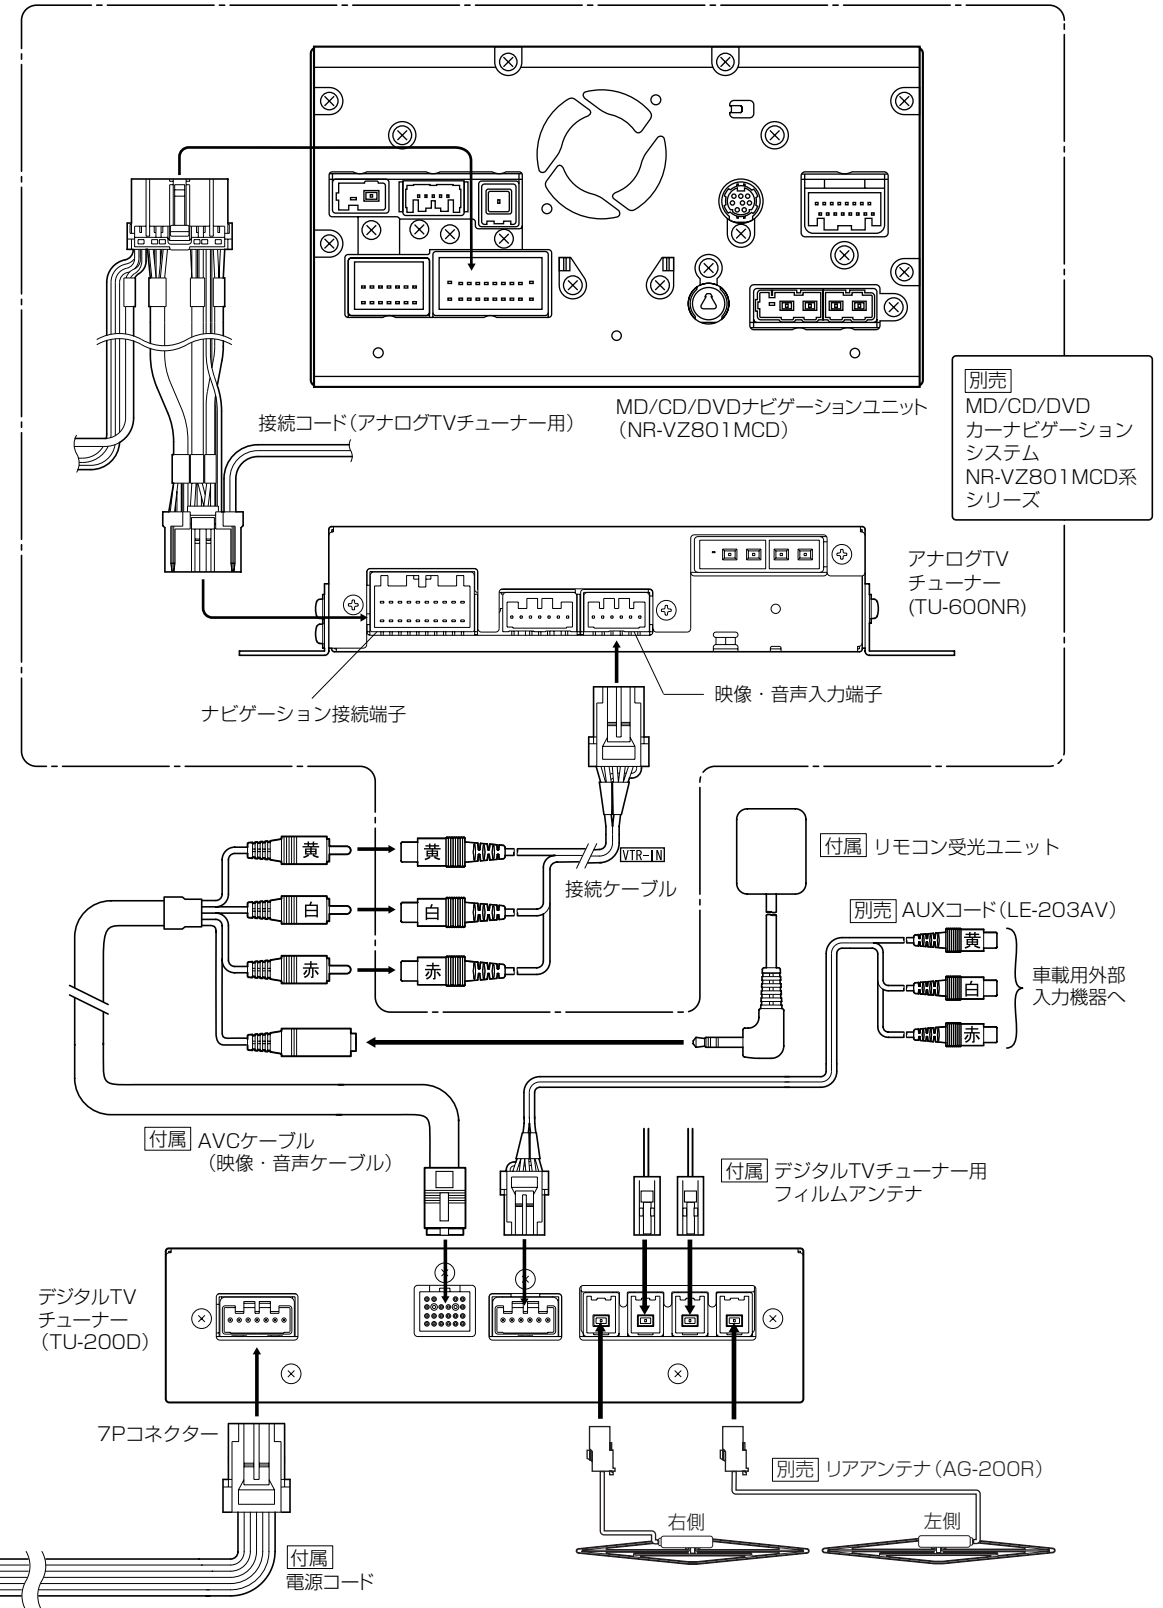 接続コード(アナログTVチューナー用)
MD/CD/DVDナビゲーションユニット
(NR-VZ801MCD)
別売
MD/CD/DVD
カーナビゲーション
システム
NR-VZ801MCD系
シリーズ
アナログTV
チューナー
(TU-600NR)
ナビゲーション接続端子
映像・音声入力端子
黄
黄
VTR-IN
接続ケーブル
白
白
赤
赤
付属 リモコン受光ユニット
別売 AUXコード(LE-203AV)
黄
白
赤
車載用外部
入力機器へ
付属 AVCケーブル
(映像・音声ケーブル)
付属 デジタルTVチューナー用
フィルムアンテナ
デジタルTV
チューナー
(TU-200D)
7Pコネクター
別売 リアアンテナ(AG-200R)
右側
左側
付属
電源コード